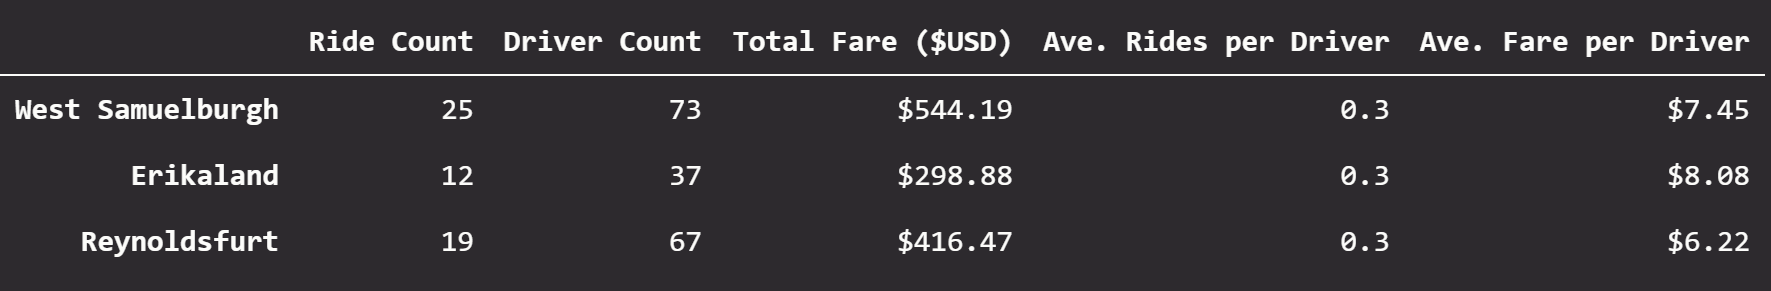 Ride Count Driver Count Total Fare ($USD) Ave. Rides per Driver Ave. Fare per Driver
West Samuelburgh 25 73 $544.19 0.3 $7.45
Erikaland 12 37 $298.88 0.3 $8.08
Reynoldsfurt 19 67 $416.47 0.3 $6.22